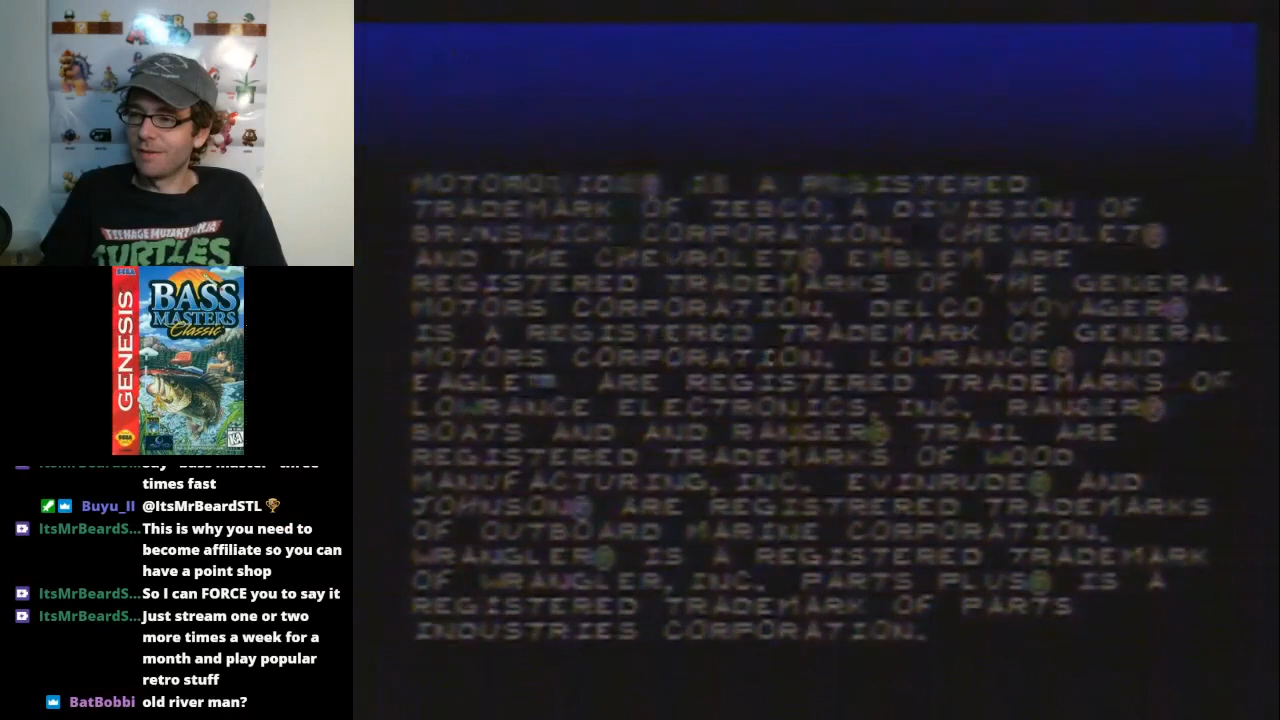 TEENAGE MUTANT NINJA
TURTLES
SEGA
GENESIS
BASS
MASTERS
Classic
times fast
Buyu_II @ItsMrBeardSTL
ItsMrBeardS... This is why you need to
become affiliate so you can
have a point shop
ItsMrBeardS... So I can FORCE you to say it
ItsMrBeardS... Just stream one or two
more times a week for a
month and play popular
retro stuff
BatBobbi old river man?
IS A REGISTERED
TRADEMARK OF ZEBCO, A DIVISION OF
BRUNSWICK CORPORATION. CHEVROLET®
AND THE CHEVROLET® EMBLEM ARE
REGISTERED TRADEMARKS OF THE GENERAL
MOTORS CORPORATION. DELCO VOYAGER®
IS A REGISTERED TRADEMARK OF GENERAL
MOTORS CORPORATION. LOWRANCE® AND
EAGLE™ ARE REGISTERED TRADEMARKS OF
LOWRANCE ELECTRONICS, INC. RANGER®
BOATS AND AND RANGER® TRAIL ARE
REGISTERED TRADEMARKS OF WOOD
MANUFACTURING, INC. EVINRUDE® AND
JOHNSON® ARE REGISTERED TRADEMARKS
OF OUTBOARD MARINE CORPORATION.
WRANGLER® IS A REGISTERED TRADEMARK
OF WRANGLER, INC. PARTS PLUS® IS A
REGISTERED TRADEMARK OF PARTS
INDUSTRIES CORPORATION.